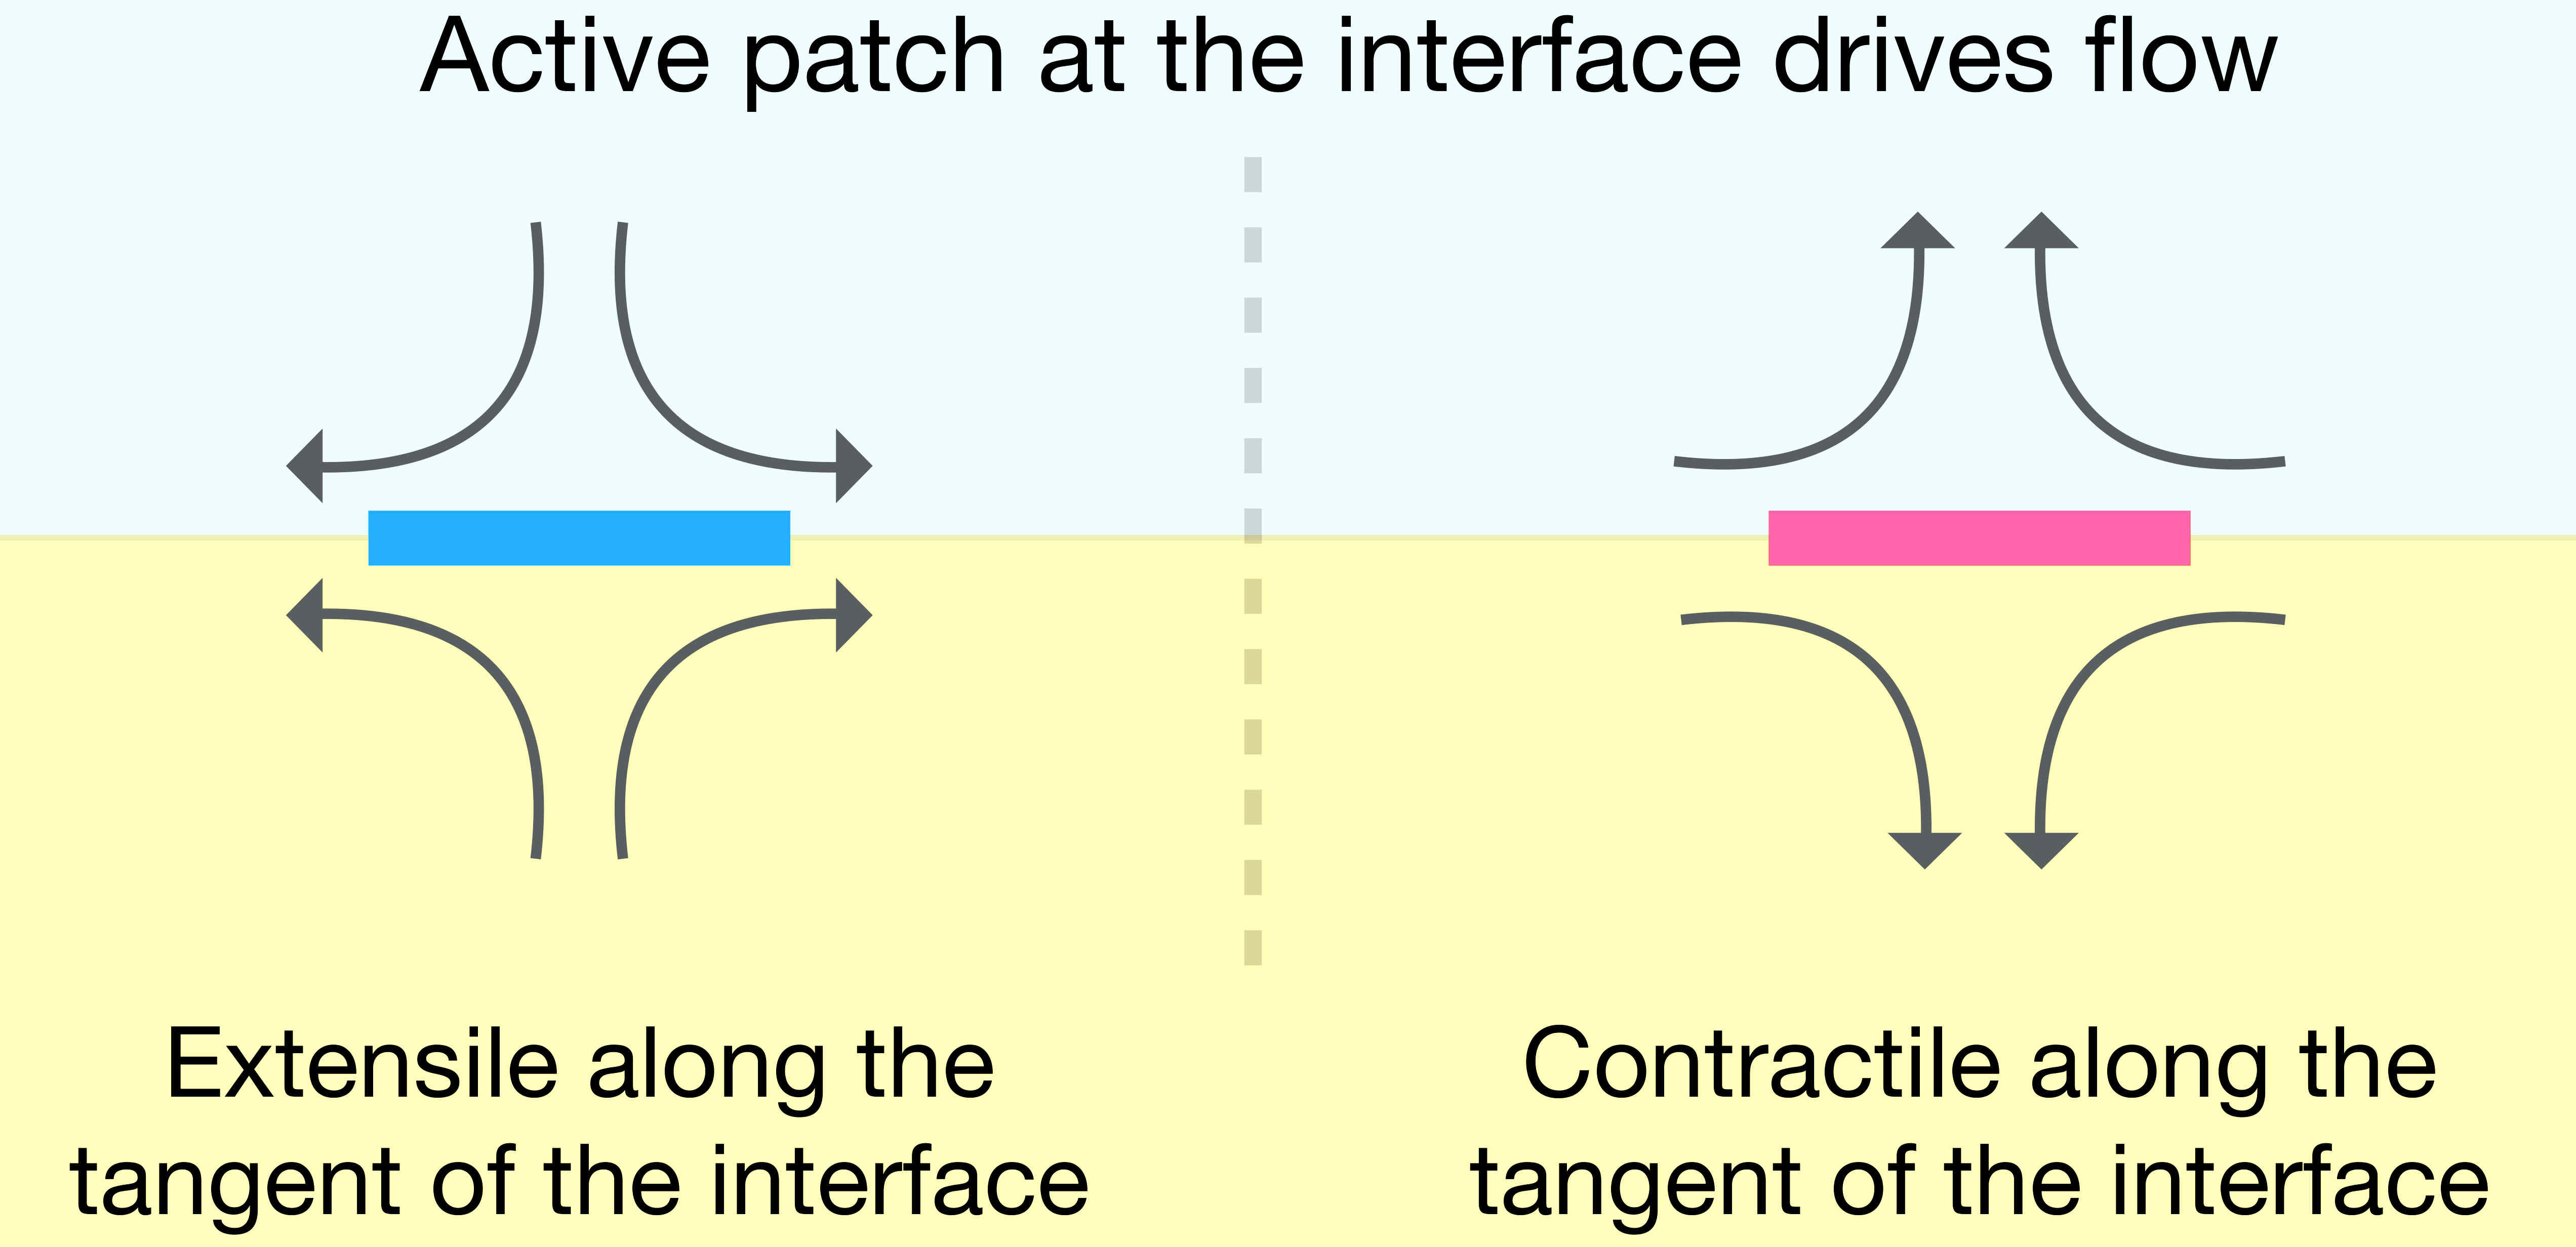 Active patch at the interface drives flow
Extensile along the
tangent of the interface
Contractile along the
tangent of the interface